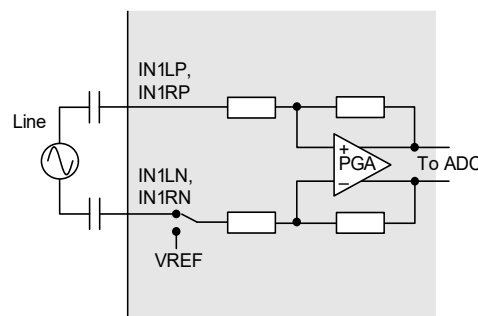 IN1LP,
IN1RP
Line
+
PGA
To ADC
−
IN1LN,
IN1RN
VREF